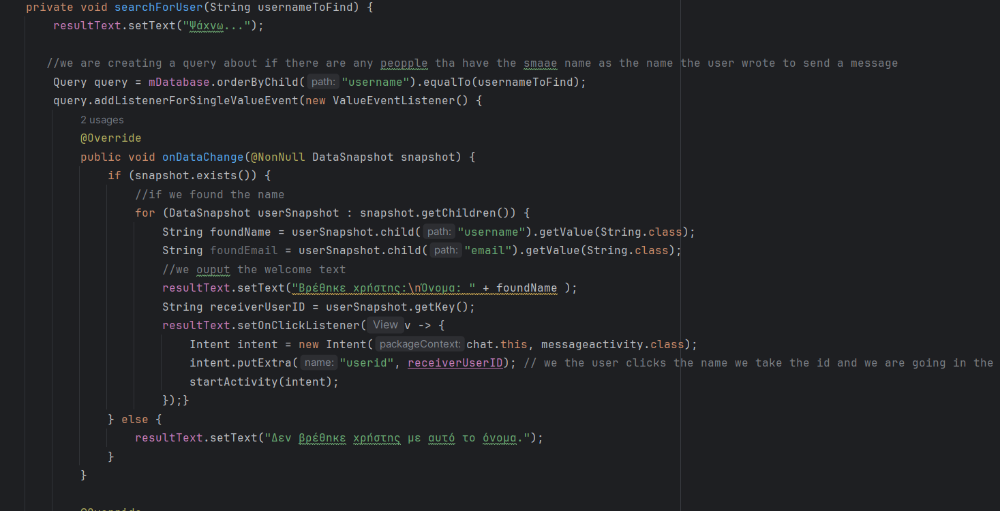 private void searchForUser(String usernameToFind) {
resultText.setText("Ψάχνω...");
//we are creating a query about if there are any peopple tha have the smaae name as the name the user wrote to send a message
Query query = mDatabase.orderByChild( path: "username").equalTo(usernameToFind);
query.addListenerForSingleValueEvent(new ValueEventListener() {
2 usages
@Override
public void onDataChange(@NonNull DataSnapshot snapshot) {
if (snapshot.exists()) {
//if we found the name
for (DataSnapshot userSnapshot : snapshot.getChildren()) {
String foundName = userSnapshot.child( path: "username").getValue(String.class);
String foundEmail = userSnapshot.child( path: "email").getValue(String.class);
//we ouput the welcome text
resultText.setText("Βρέθηκε χρήστης:\nΌνομα: " + foundName );
String receiverUserID = userSnapshot.getKey();
resultText.setOnClickListener( View v -> {
Intent intent = new Intent( packageContext: chat.this, messageactivity.class);
intent.putExtra( name: "userid", receiverUserID); // we the user clicks the name we take the id and we are going in the
startActivity(intent);
});}
} else {
resultText.setText("Δεν βρέθηκε χρήστης με αυτό το όνομα.");
}
}